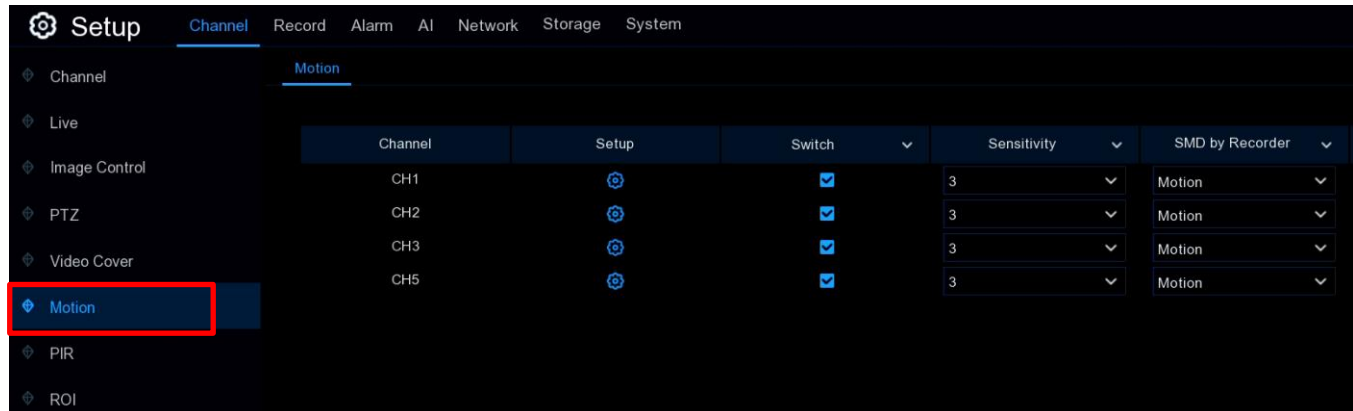 Setup Channel Record Alarm AI Network Storage System
Channel
Live
Image Control
PTZ
Video Cover
Motion
PIR
ROI
Motion
Channel Setup Switch Sensitivity SMD by Recorder
CH1 3 Motion
CH2 3 Motion
CH3 3 Motion
CH5 3 Motion